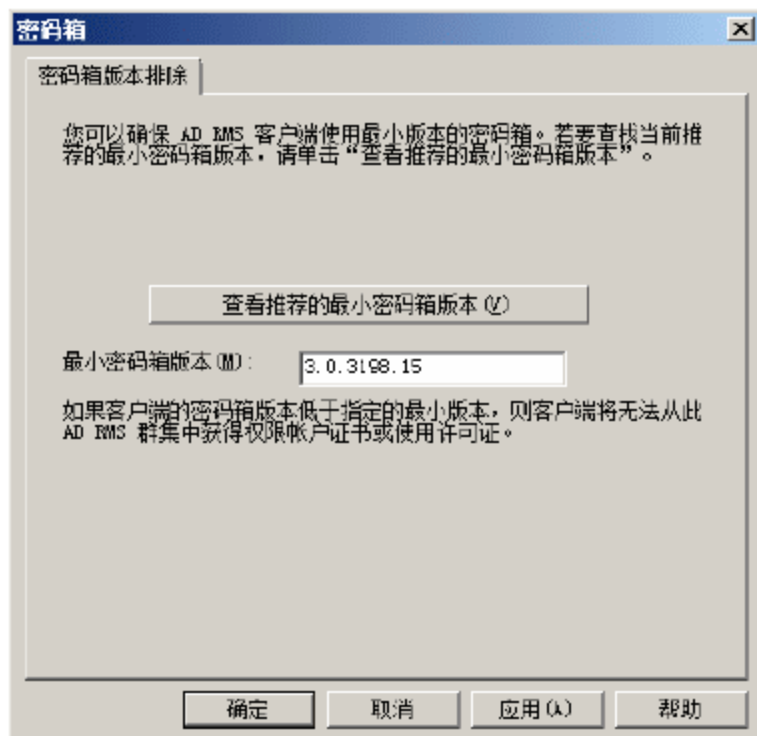 密码箱
密码箱版本排除
您可以确保 AD RMS 客户端使用最小版本的密码箱。若要查找当前推
荐的最小密码箱版本,请单击“查看推荐的最小密码箱版本”。
查看推荐的最小密码箱版本(V)
最小密码箱版本(M):
3.0.3198.15
如果客户端的密码箱版本低于指定的最小版本,则客户端将无法从此
AD RMS 群集中获得权限帐户证书或使用许可证。
确定
取消
应用(A)
帮助